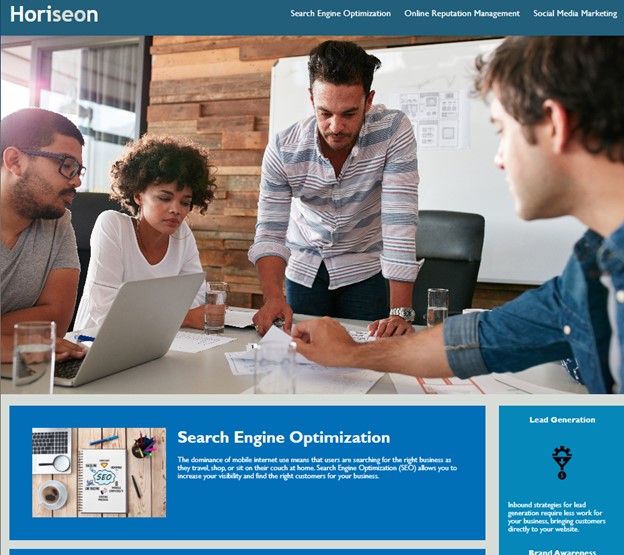 Horiseon
Search Engine Optimization Online Reputation Management Social Media Marketing
SEO
Search Engine Optimization
The dominance of mobile internet use means that users are searching for the right business as
they travel, shop, or sit on their couch at home. Search Engine Optimization (SEO) allows you to
increase your visibility and find the right customers for your business.
Lead Generation
Inbound strategies for lead
generation require less work for
your business, bringing customers
directly to your website.
Brand Awareness